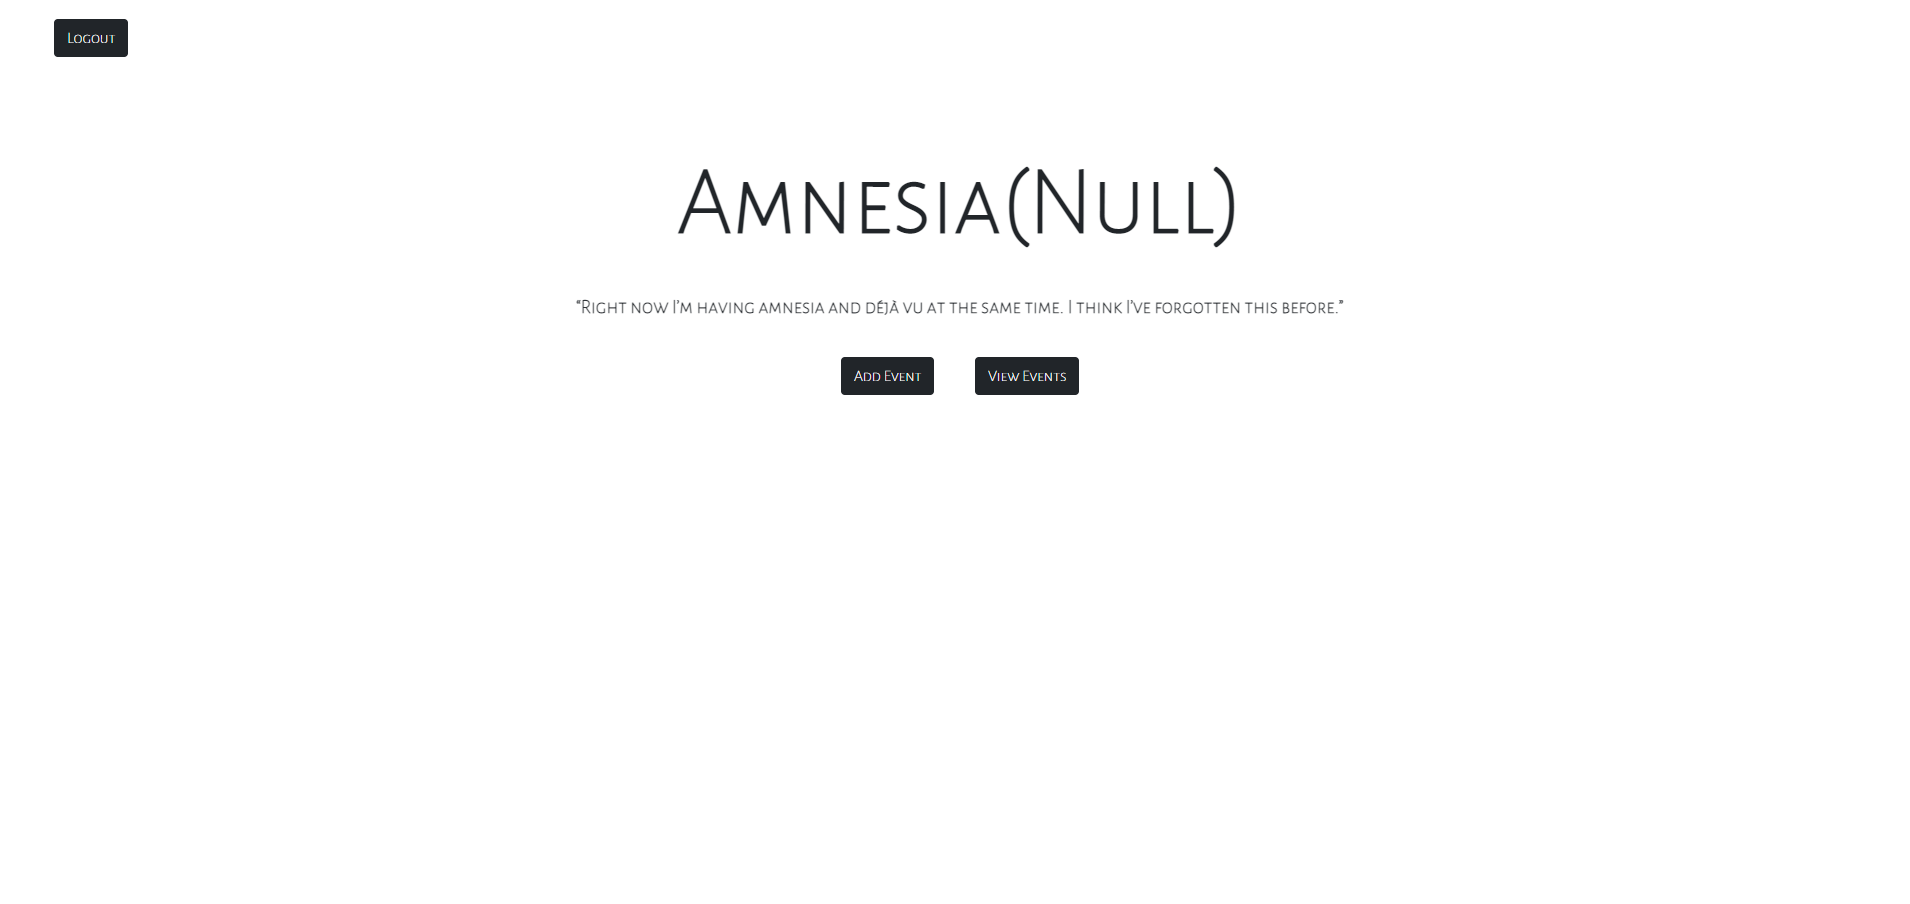 Logout
Amnesia(Null)
“Right now I’m having amnesia and déjà vu at the same time. I think I’ve forgotten this before.”
Add Event View Events